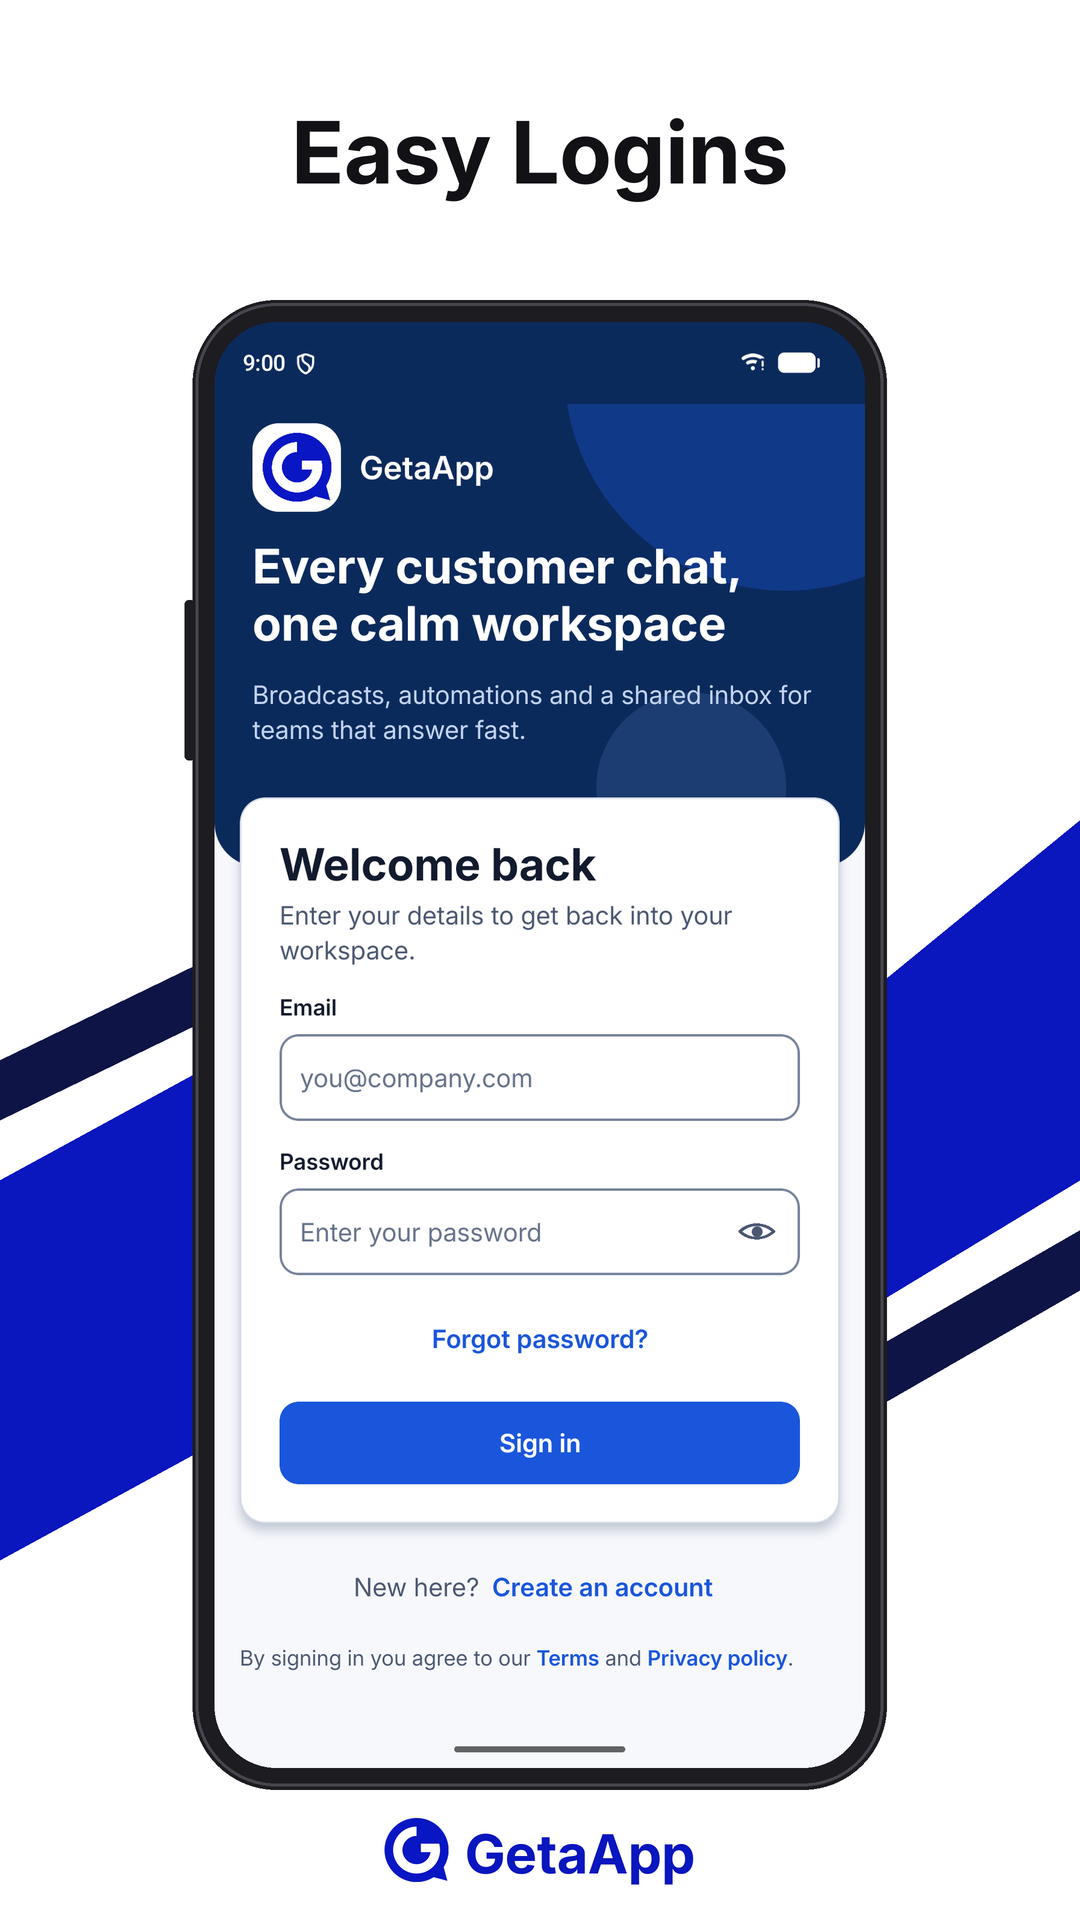 Easy Logins
9:00
GetaApp
Every customer chat,
one calm workspace
Broadcasts, automations and a shared inbox for
teams that answer fast.
Welcome back
Enter your details to get back into your
workspace.
Email
you@company.com
Password
Enter your password
Forgot password?
Sign in
New here? Create an account
By signing in you agree to our Terms and Privacy policy.
GetaApp